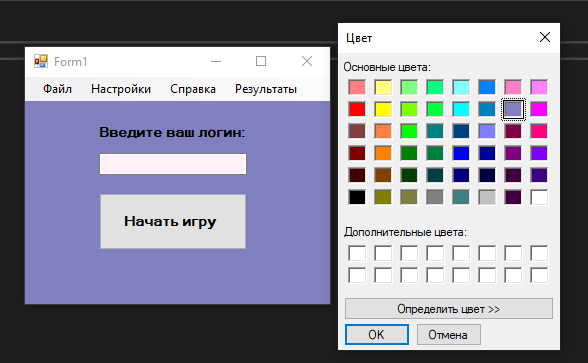 Form1
Файл Настройки Справка Результаты
Введите ваш логин:
Начать игру
Цвет
Основные цвета:
Дополнительные цвета:
Определить цвет >>
OK Отмена